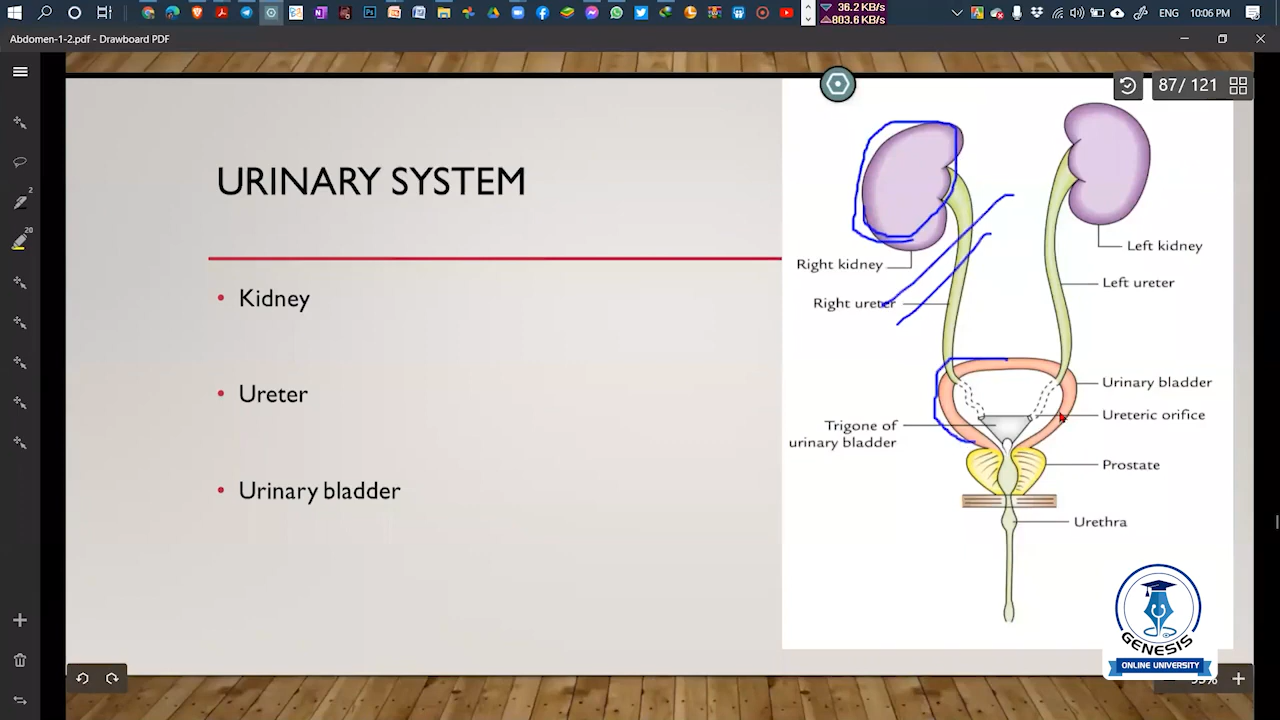 36.2 KB/s
803.6 KB/s
ENG
10:06 PM
Abdomen-1-2.pdf - Drawboard PDF
87/ 121
2
20
URINARY SYSTEM
• Kidney
• Ureter
• Urinary bladder
Left kidney
Right kidney
Left ureter
Right ureter
Urinary bladder
Ureteric orifice
Trigone of
urinary bladder
Prostate
Urethra
GENESIS
ONLINE UNIVERSITY